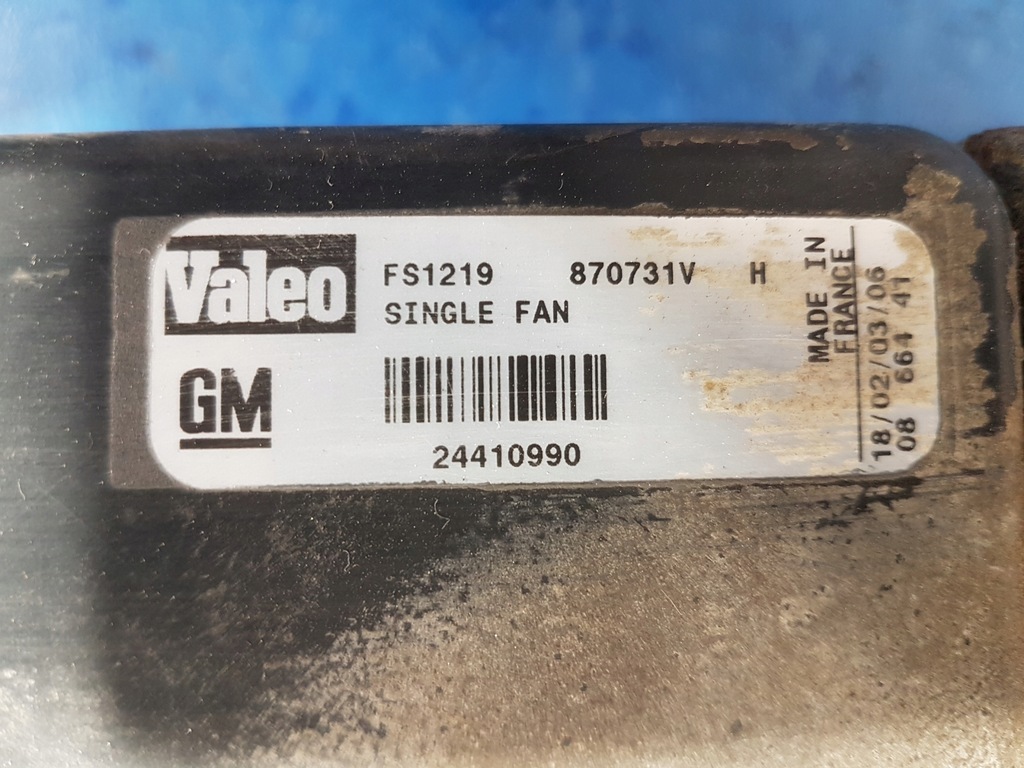 Valeo
GM
FS1219 870731V H
SINGLE FAN
24410990
MADE IN
FRANCE
18/02/03/06
08 664 41